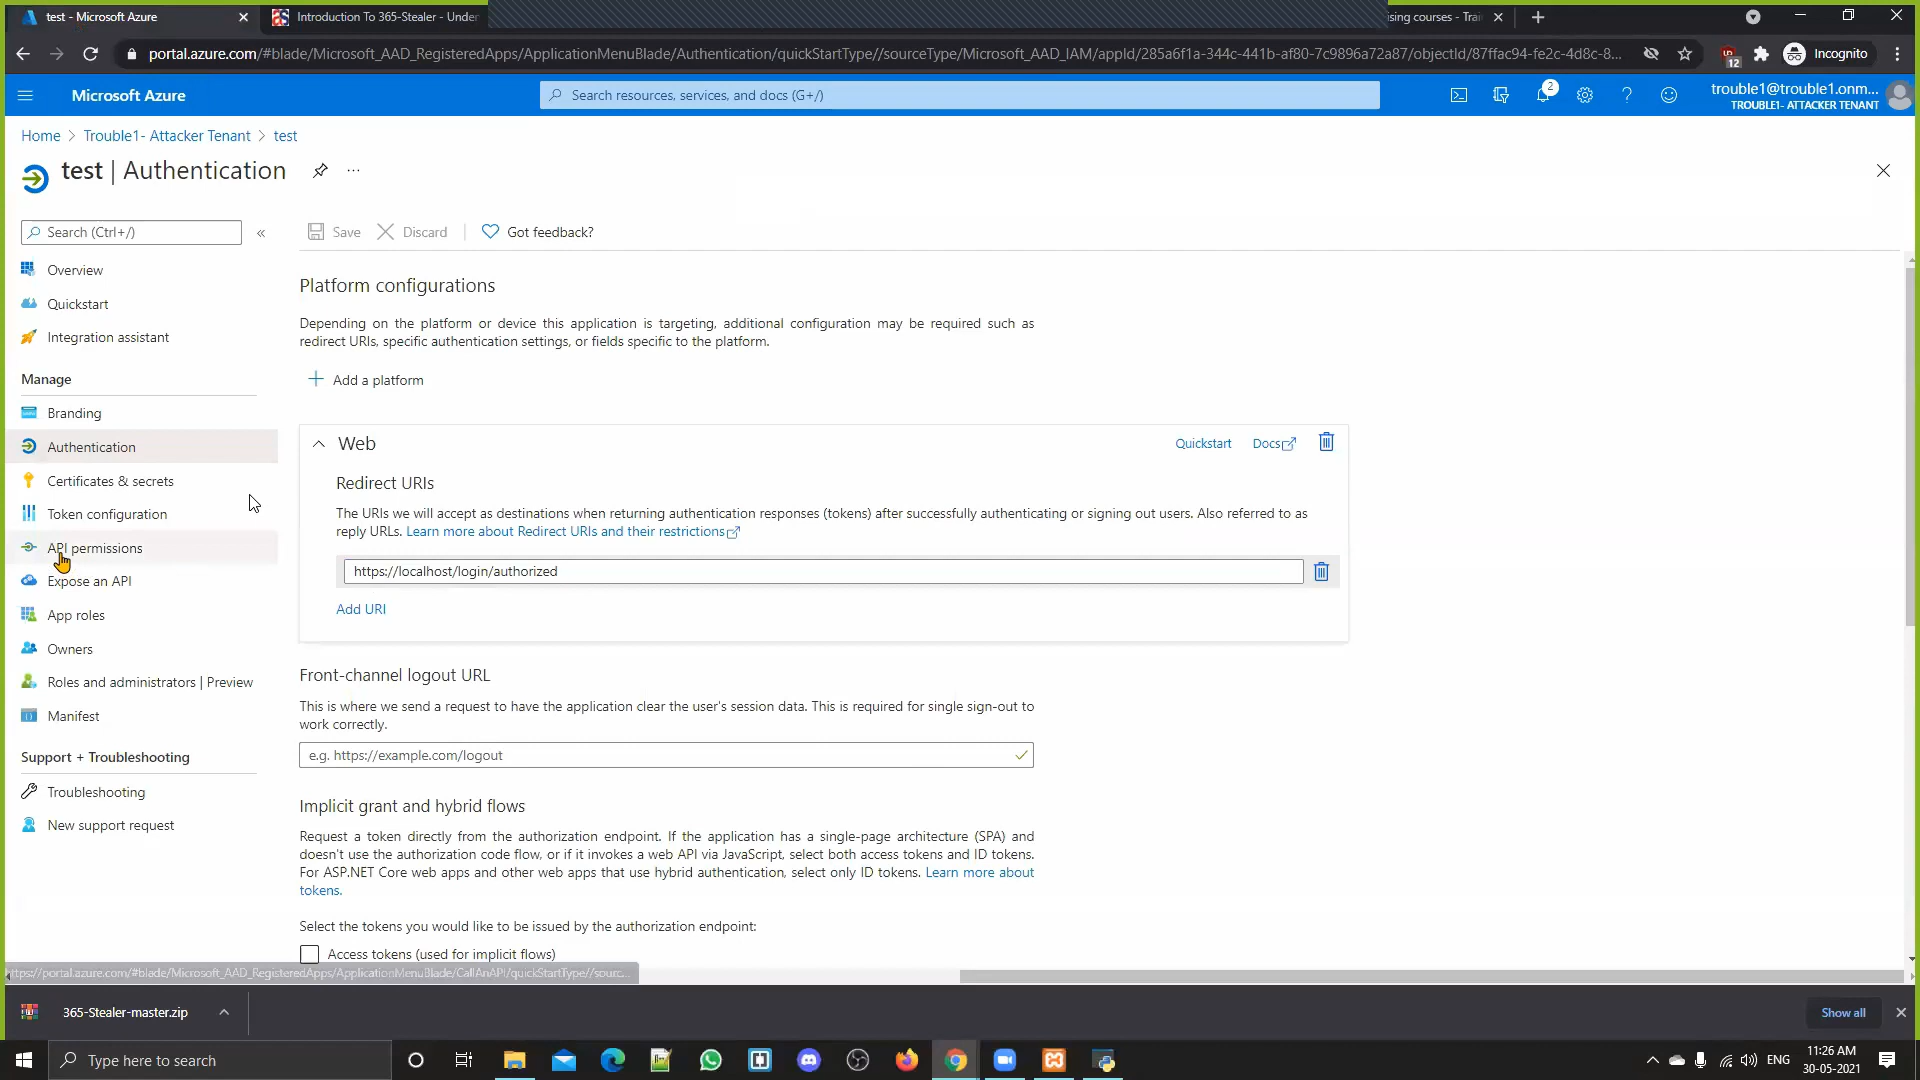 test - Microsoft Azure
Introduction To 365-Stealer - Under
ising courses - Trai
portal.azure.com/#blade/Microsoft_AAD_RegisteredApps/ApplicationMenuBlade/Authentication/quickStartType//sourceType/Microsoft_AAD_IAM/appId/285a6f1a-344c-441b-af80-7c9896a72a87/objectId/87ffac94-fe2c-4d8c-8...
12
Incognito
Microsoft Azure
Search resources, services, and docs (G+/)
2
trouble1@trouble1.onm...
TROUBLE1- ATTACKER TENANT
Home > Trouble1- Attacker Tenant > test
test | Authentication
Search (Ctrl+/)
Save
Discard
Got feedback?
Overview
Quickstart
Integration assistant
Manage
Branding
Authentication
Certificates & secrets
Token configuration
API permissions
Expose an API
App roles
Owners
Roles and administrators | Preview
Manifest
Support + Troubleshooting
Troubleshooting
New support request
Platform configurations
Depending on the platform or device this application is targeting, additional configuration may be required such as
redirect URIs, specific authentication settings, or fields specific to the platform.
Add a platform
Web
Quickstart
Docs
Redirect URIs
The URIs we will accept as destinations when returning authentication responses (tokens) after successfully authenticating or signing out users. Also referred to as
reply URLs. Learn more about Redirect URIs and their restrictions
https://localhost/login/authorized
Add URI
Front-channel logout URL
This is where we send a request to have the application clear the user's session data. This is required for single sign-out to
work correctly.
e.g. https://example.com/logout
Implicit grant and hybrid flows
Request a token directly from the authorization endpoint. If the application has a single-page architecture (SPA) and
doesn't use the authorization code flow, or if it invokes a web API via JavaScript, select both access tokens and ID tokens.
For ASP.NET Core web apps and other web apps that use hybrid authentication, select only ID tokens. Learn more about
tokens.
Select the tokens you would like to be issued by the authorization endpoint:
Access tokens (used for implicit flows)
https://portal.azure.com/#blade/Microsoft_AAD_RegisteredApps/ApplicationMenuBlade/CallAnAPI/quickStartType//sourc...
365-Stealer-master.zip
Show all
Type here to search
ENG
11:26 AM
30-05-2021